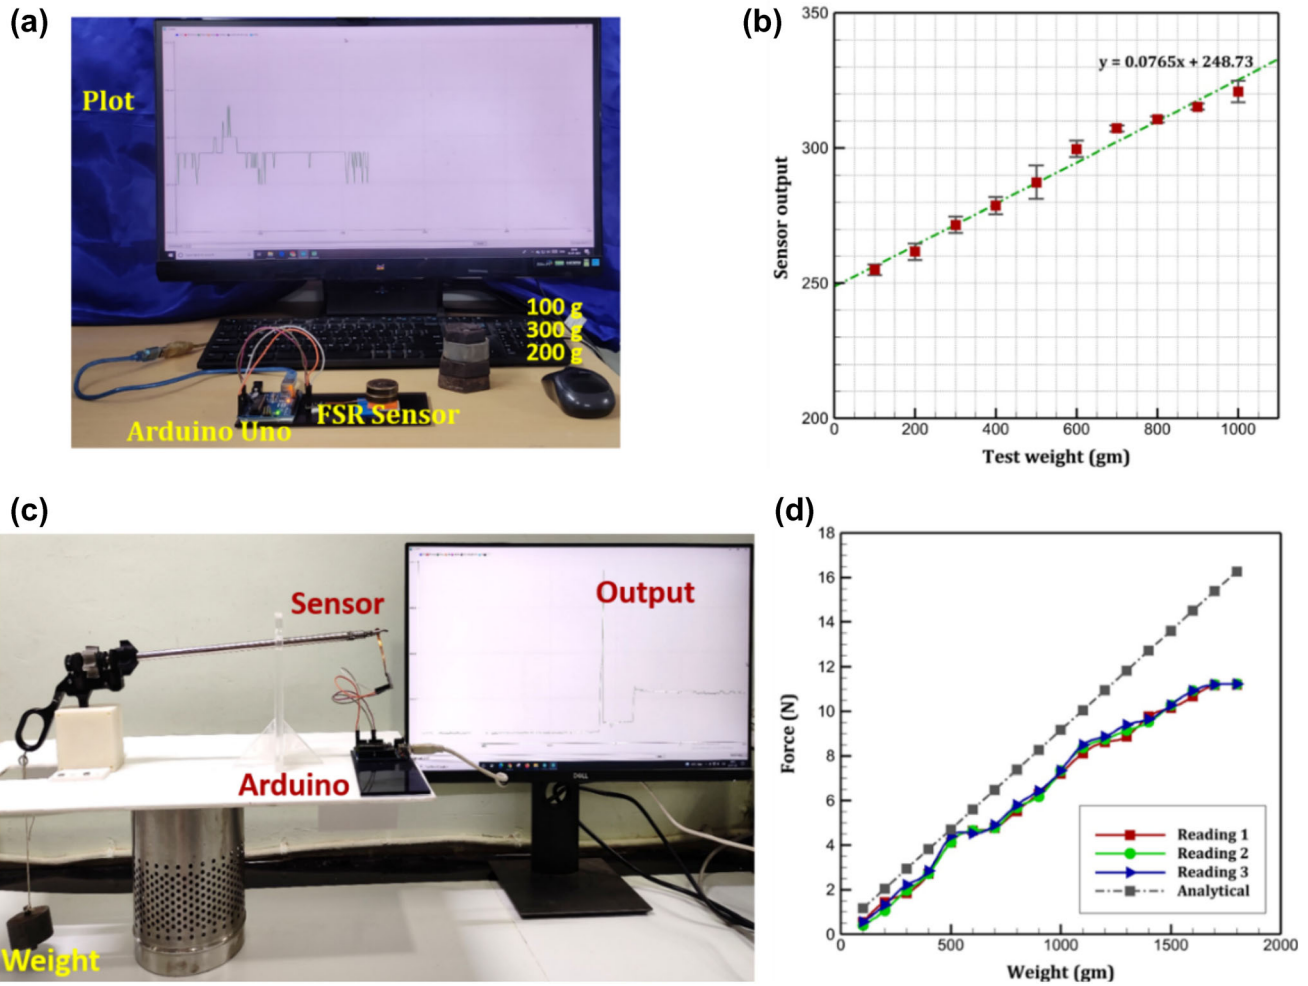 (a)
Plot
100 g
300 g
200 g
FSR Sensor
Arduino Uno
(b)
350
300
250
200
0
200
400
600
800
1000
y = 0.0765x + 248.73
Sensor output
Test weight (gm)
(c)
Sensor
Output
Arduino
Weight
DELL
(d)
18
16
14
12
10
8
6
4
2
0
0
500
1000
1500
2000
Force (N)
Weight (gm)
Reading 1
Reading 2
Reading 3
Analytical